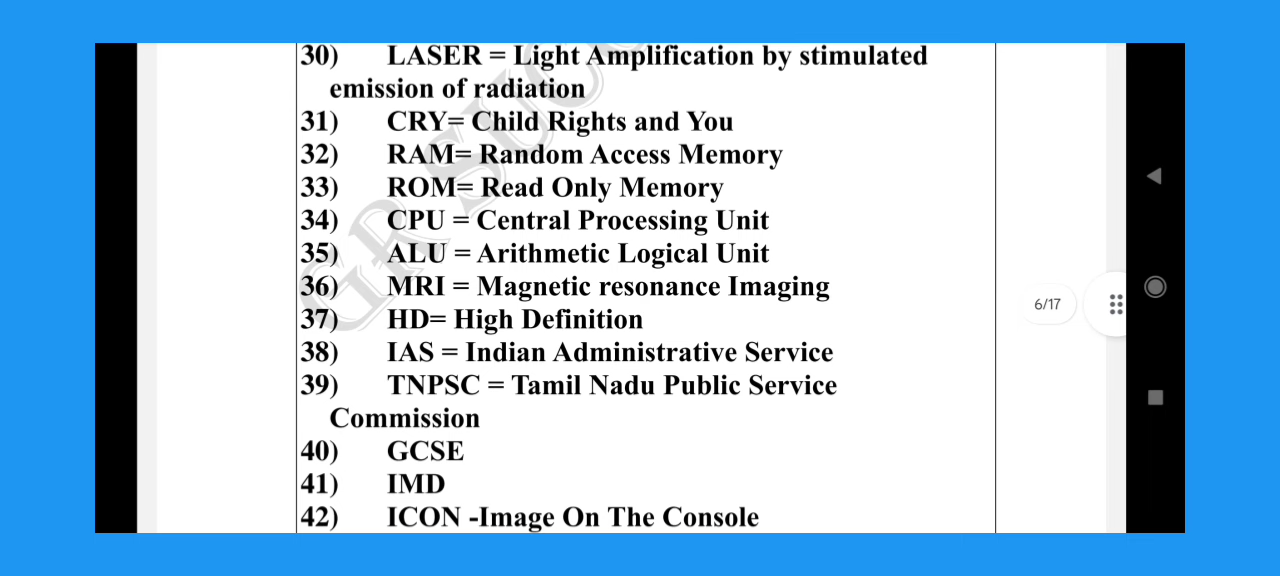 30) LASER = Light Amplification by stimulated
emission of radiation
31) CRY= Child Rights and You
32) RAM= Random Access Memory
33) ROM= Read Only Memory
34) CPU = Central Processing Unit
35) ALU = Arithmetic Logical Unit
36) MRI = Magnetic resonance Imaging
37) HD= High Definition
38) IAS = Indian Administrative Service
39) TNPSC = Tamil Nadu Public Service
Commission
40) GCSE
41) IMD
42) ICON -Image On The Console
GR SUC
6/17